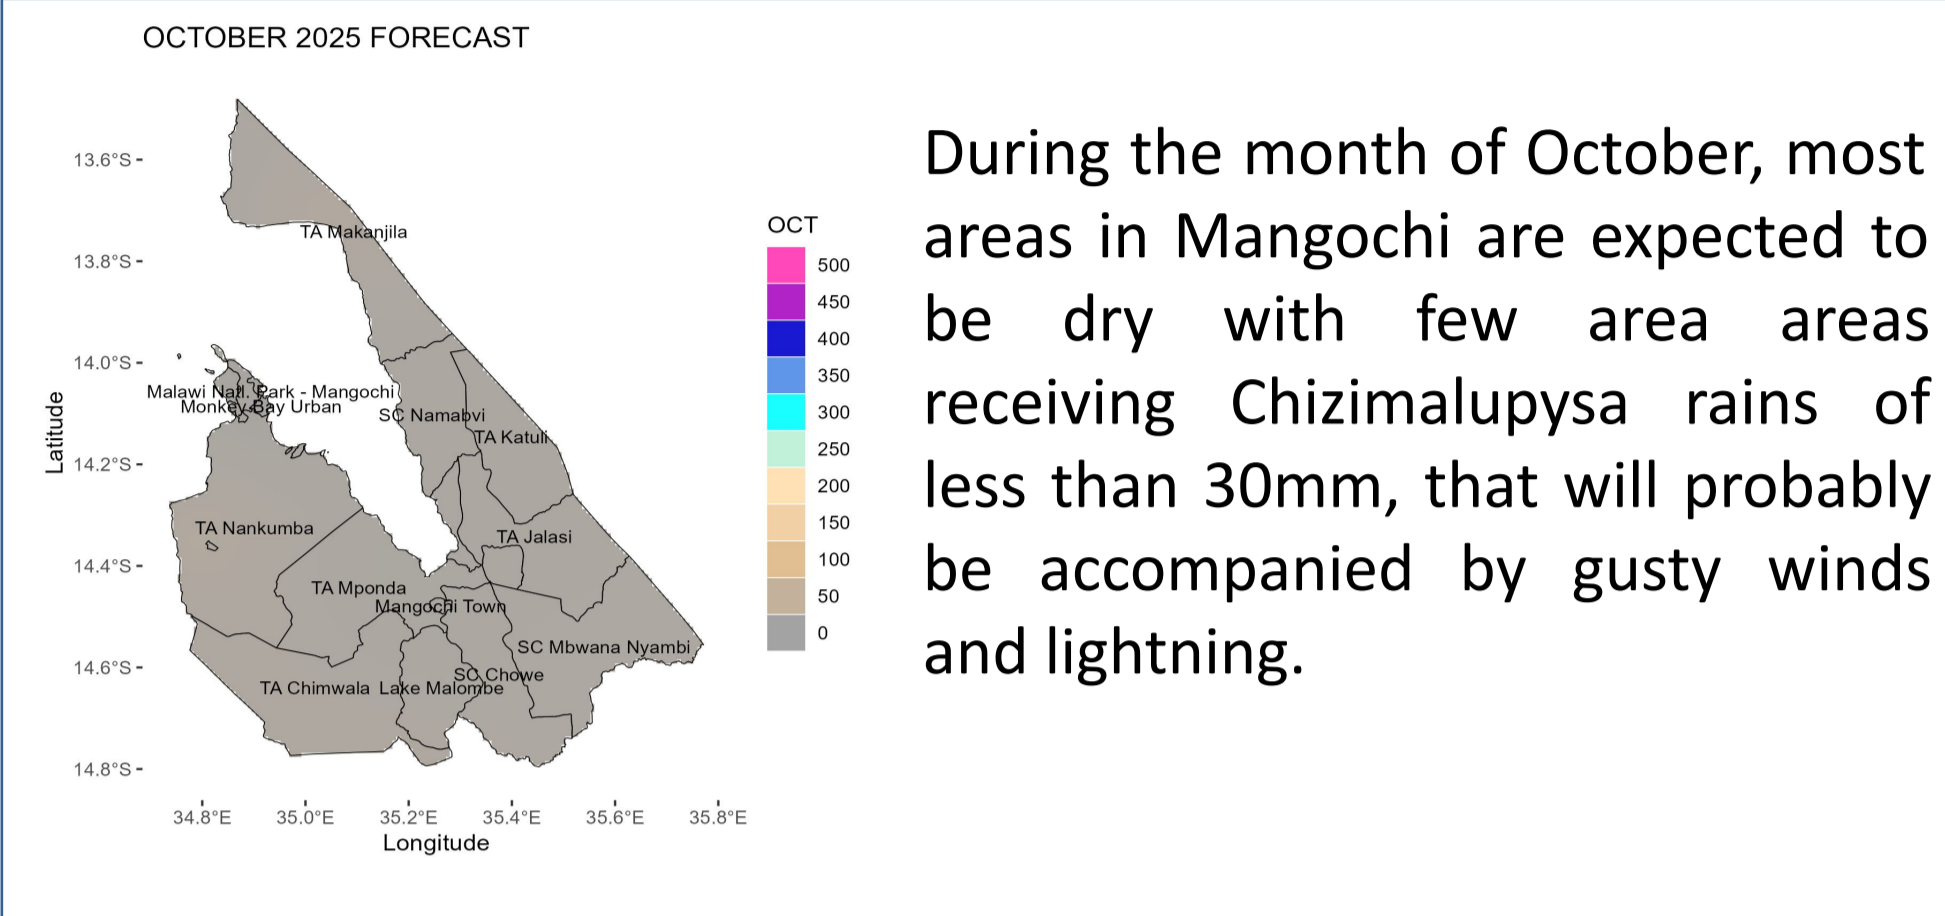 OCTOBER 2025 FORECAST
13.6°S
13.8°S
14.0°S
14.2°S
14.4°S
14.6°S
14.8°S
Latitude
TA Makanjila
Malawi Natl. Park - Mangochi
Monkey Bay Urban
SC Namabvi
TA Katuli
TA Nankumba
TA Jalasi
TA Mponda
Mangochi Town
SC Mbwana Nyambi
SC Chowe
TA Chimwala
Lake Malombe
34.8°E
35.0°E
35.2°E
35.4°E
35.6°E
35.8°E
Longitude
OCT
500
450
400
350
300
250
200
150
100
50
0
During the month of October, most
areas in Mangochi are expected to
be dry with few area areas
receiving Chizimalupysa rains of
less than 30mm, that will probably
be accompanied by gusty winds
and lightning.